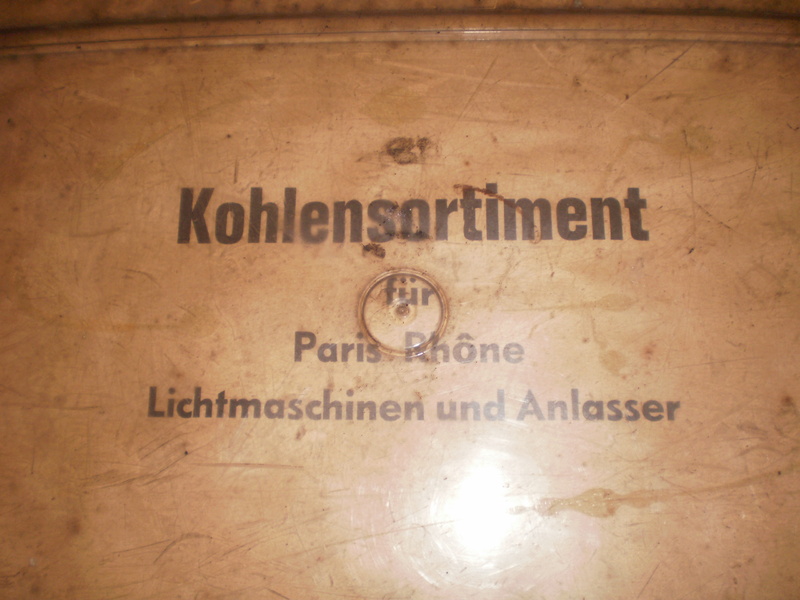 Kohlensortiment
für
Paris Rhône
Lichtmaschinen und Anlasser